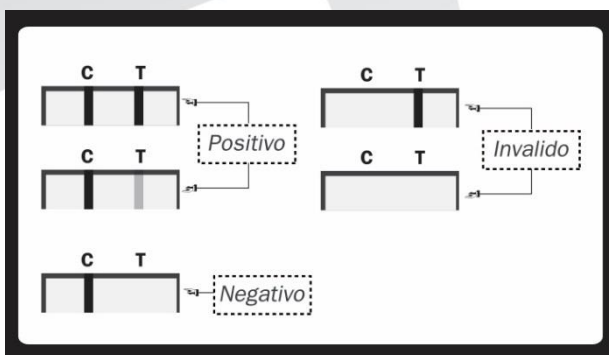 C T
Positivo
C T
C T
Negativo
C T
Invalido
C T